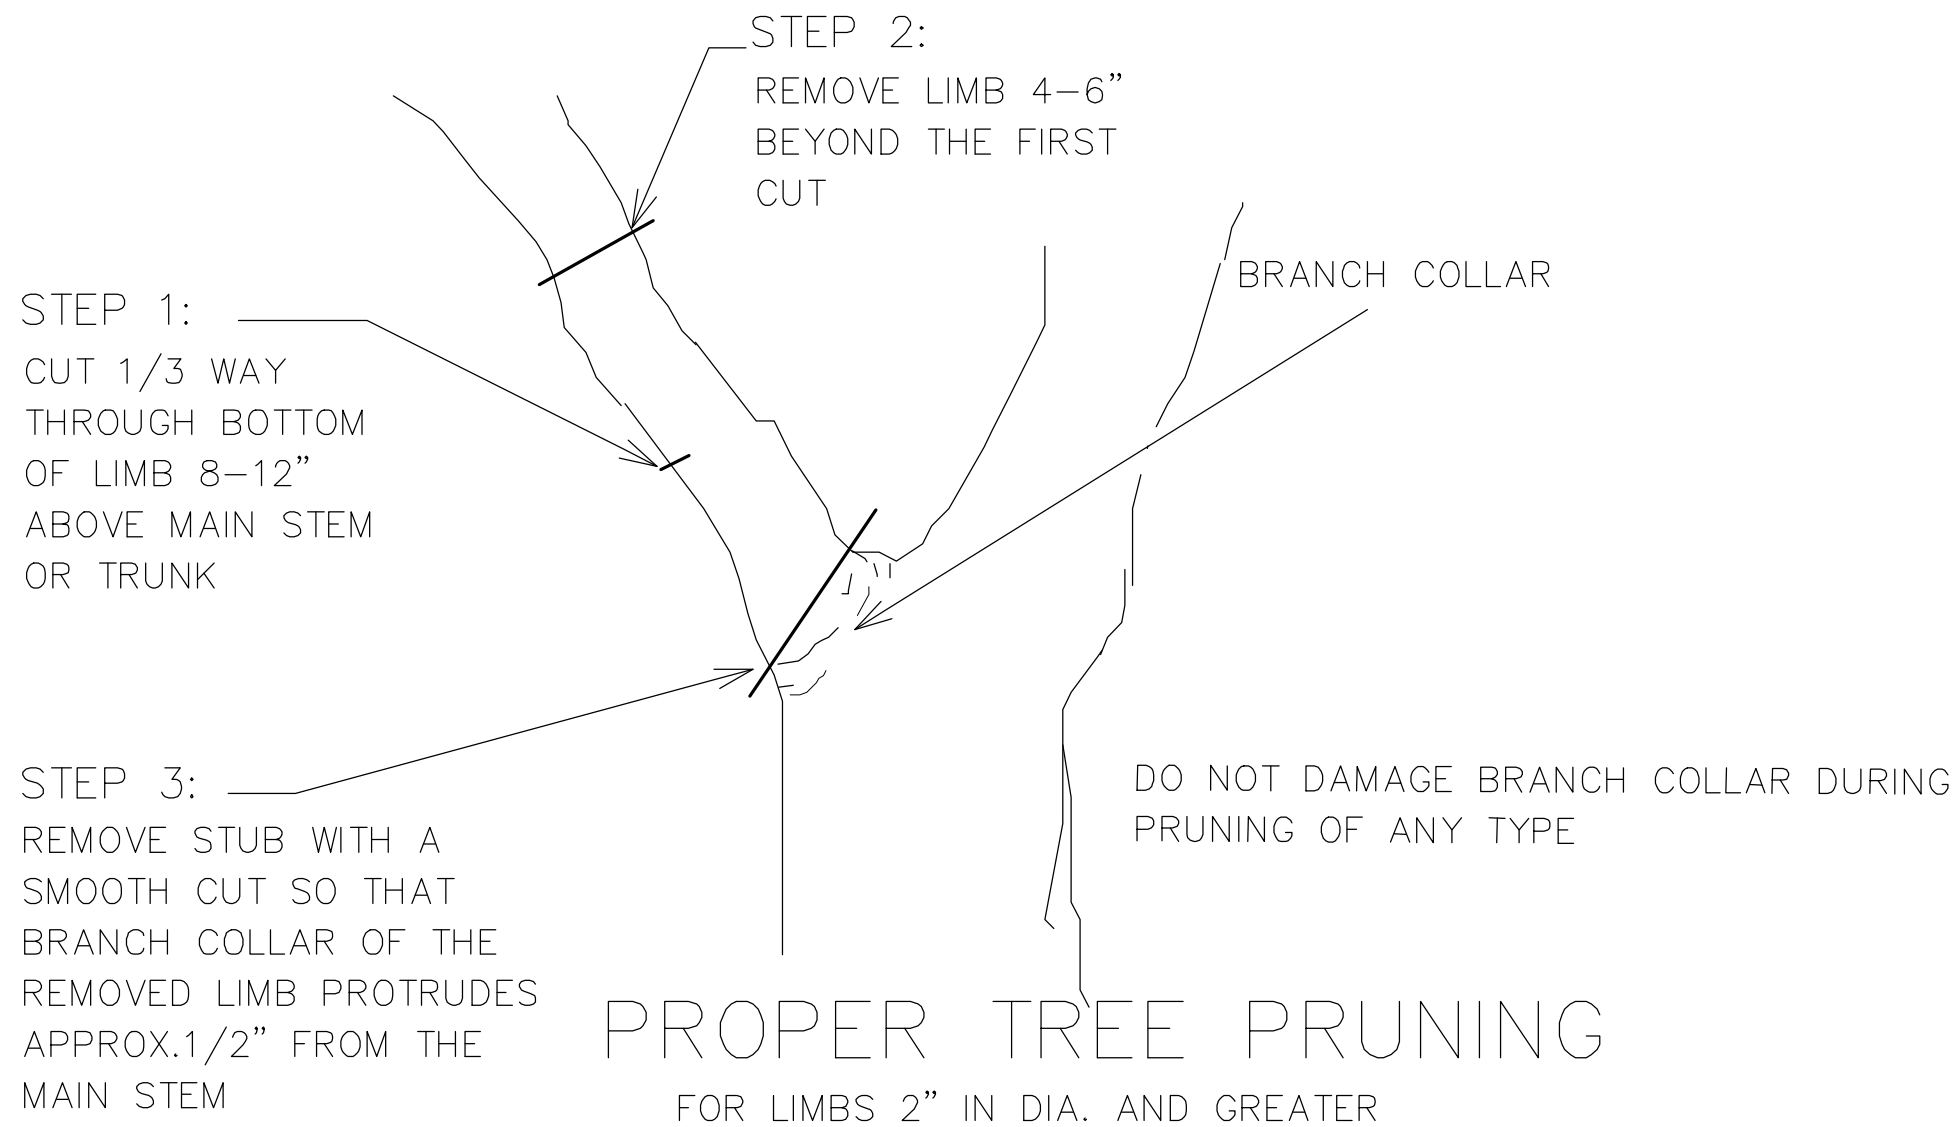 STEP 2:
REMOVE LIMB 4-6"
BEYOND THE FIRST
CUT
BRANCH COLLAR
STEP 1:
CUT 1/3 WAY
THROUGH BOTTOM
OF LIMB 8-12"
ABOVE MAIN STEM
OR TRUNK
STEP 3:
REMOVE STUB WITH A
SMOOTH CUT SO THAT
BRANCH COLLAR OF THE
REMOVED LIMB PROTRUDES
APPROX.1/2" FROM THE
MAIN STEM
DO NOT DAMAGE BRANCH COLLAR DURING
PRUNING OF ANY TYPE
PROPER TREE PRUNING
FOR LIMBS 2" IN DIA. AND GREATER